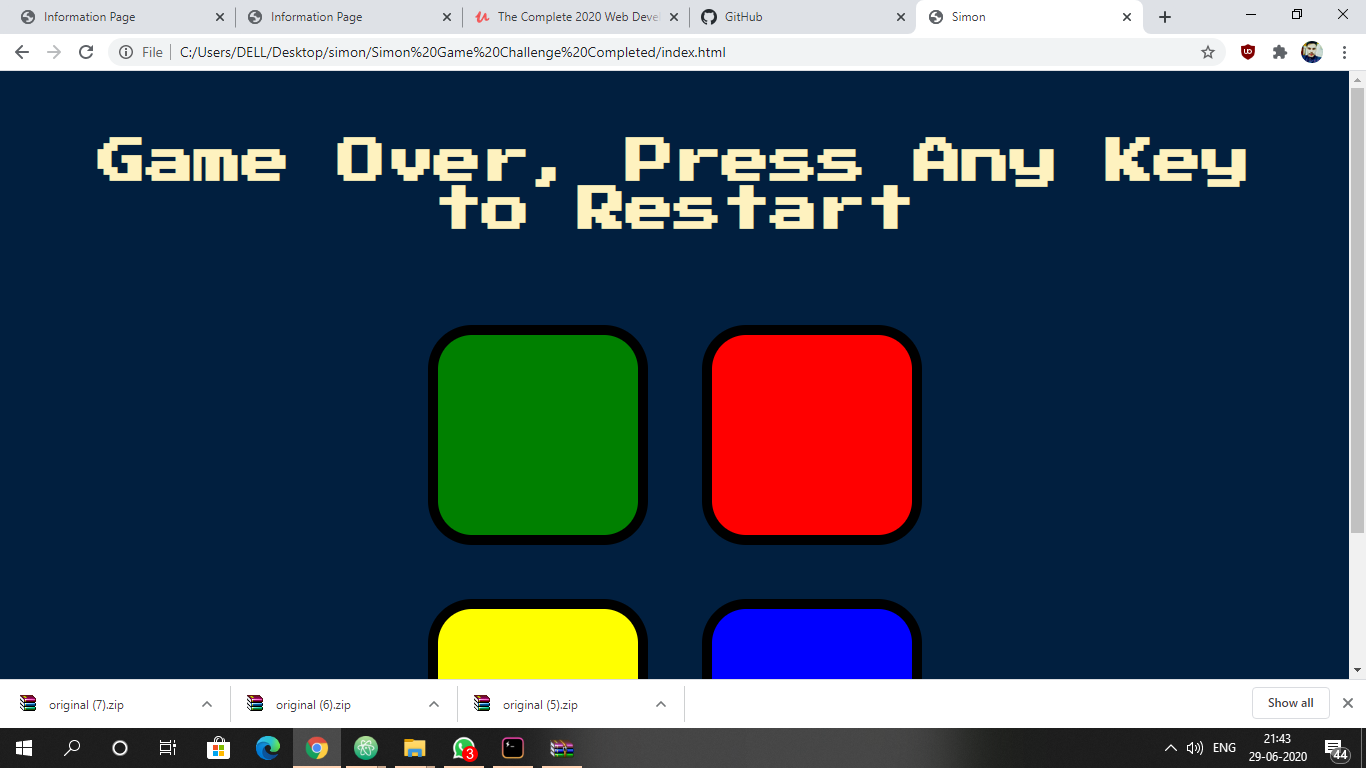 Information Page
Information Page
The Complete 2020 Web Deve
GitHub
Simon
File
C:/Users/DELL/Desktop/simon/Simon%20Game%20Challenge%20Completed/index.html
Game Over, Press Any Key
to Restart
original (7).zip
original (6).zip
original (5).zip
Show all
3
ENG
21:43
29-06-2020
44